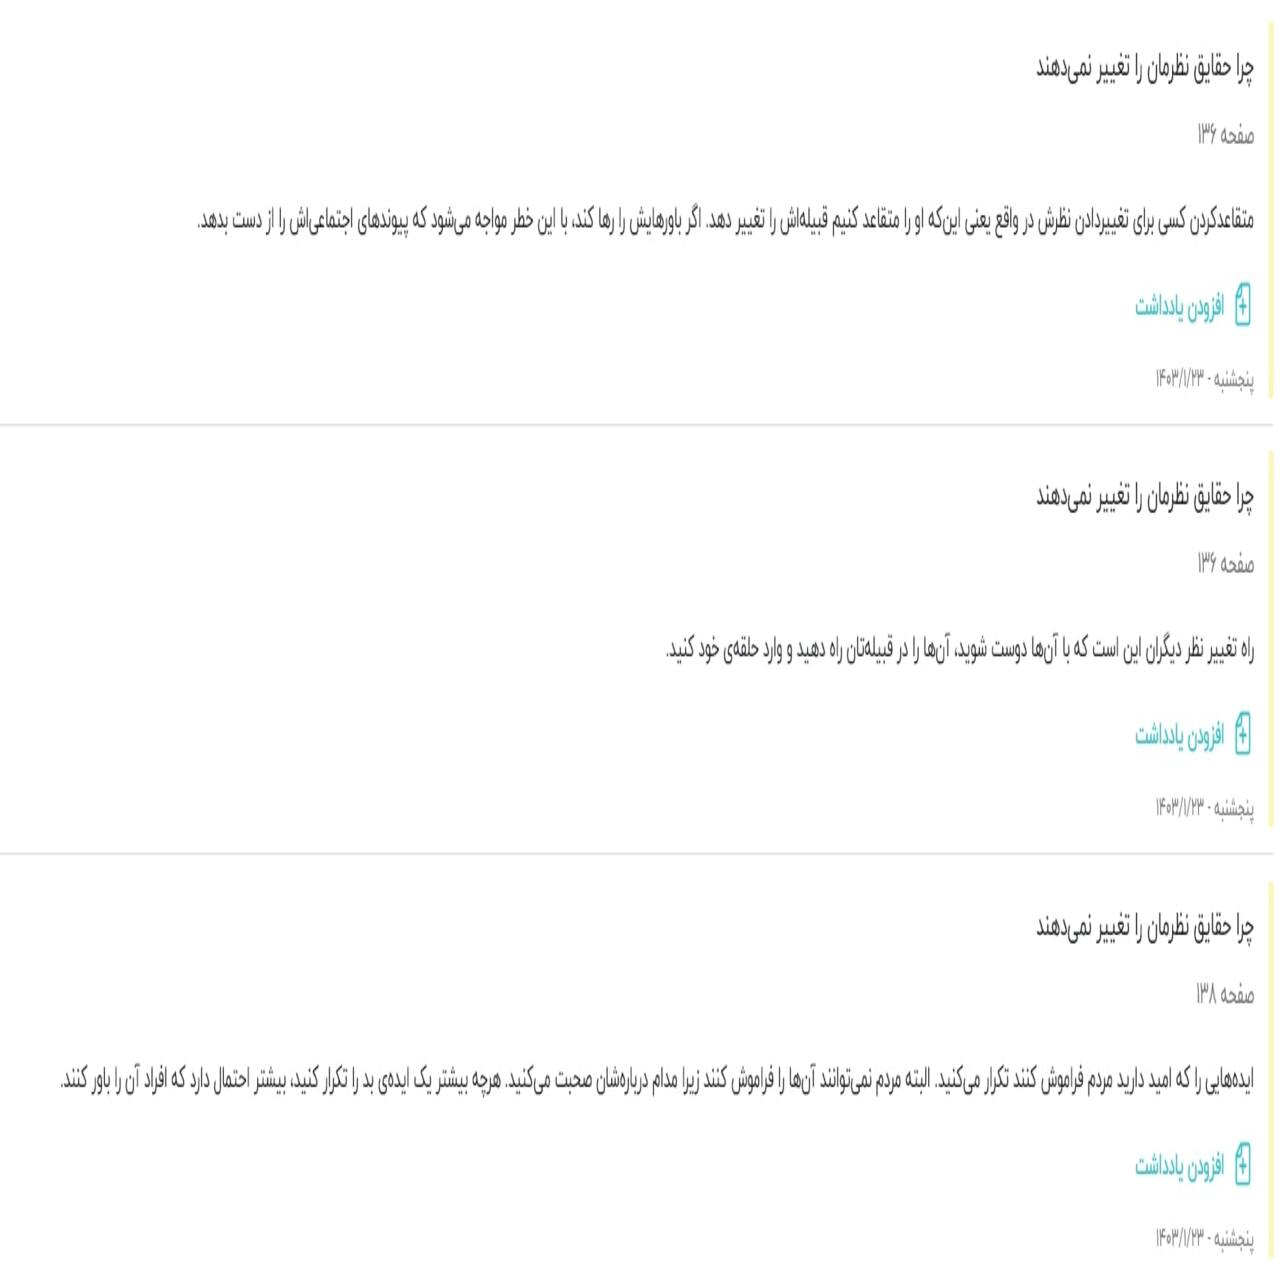 چرا حقایق نظرمان را تغییر نمی‌دهند
صفحه ۱۳۶
متقاعدکردن کسی برای تغییردادن نظرش در واقع یعنی این‌که او را متقاعد کنیم قبیله‌اش را تغییر دهد. اگر باورهایش را رها کند، با این خطر مواجه می‌شود که پیوندهای اجتماعی‌اش را از دست بدهد.
افزودن یادداشت
پنجشنبه - ۱۴۰۳/۱/۲۳
چرا حقایق نظرمان را تغییر نمی‌دهند
صفحه ۱۳۶
راه تغییر نظر دیگران این است که با آن‌ها دوست شوید، آن‌ها را در قبیله‌تان راه دهید و وارد حلقه‌ی خود کنید.
افزودن یادداشت
پنجشنبه - ۱۴۰۳/۱/۲۳
چرا حقایق نظرمان را تغییر نمی‌دهند
صفحه ۱۳۸
ایده‌هایی را که امید دارید مردم فراموش کنند تکرار می‌کنید. البته مردم نمی‌توانند آن‌ها را فراموش کنند زیرا مدام درباره‌شان صحبت می‌کنید. هرچه بیشتر یک ایده‌ی بد را تکرار کنید، بیشتر احتمال دارد که افراد آن را باور کنند.
افزودن یادداشت
پنجشنبه - ۱۴۰۳/۱/۲۳